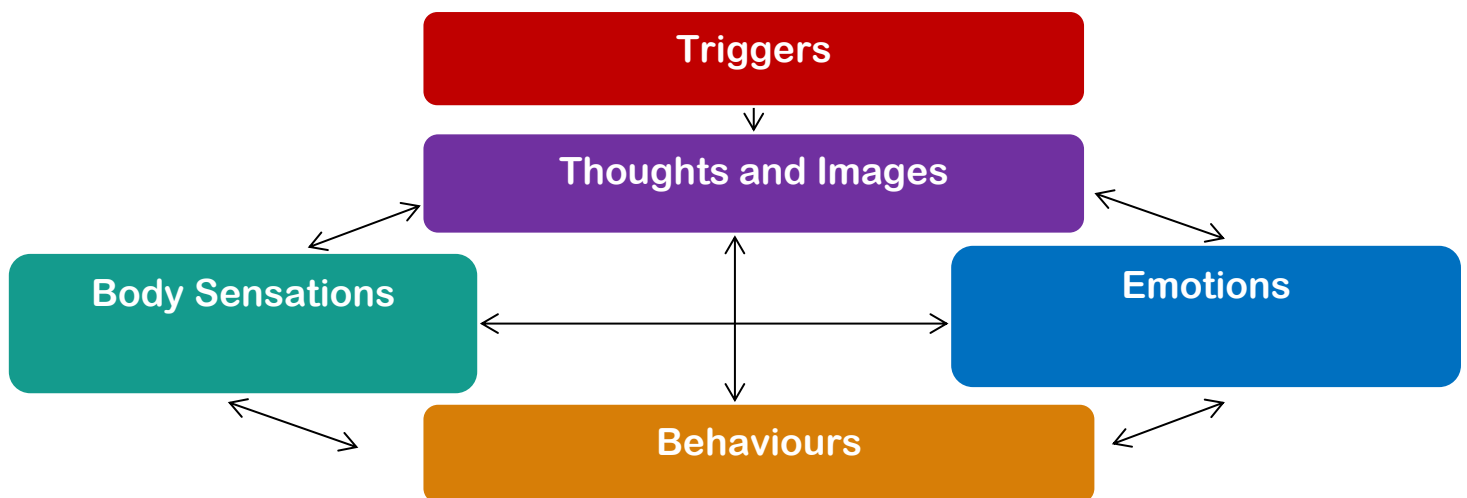 Triggers
Thoughts and Images
Body Sensations
Emotions
Behaviours